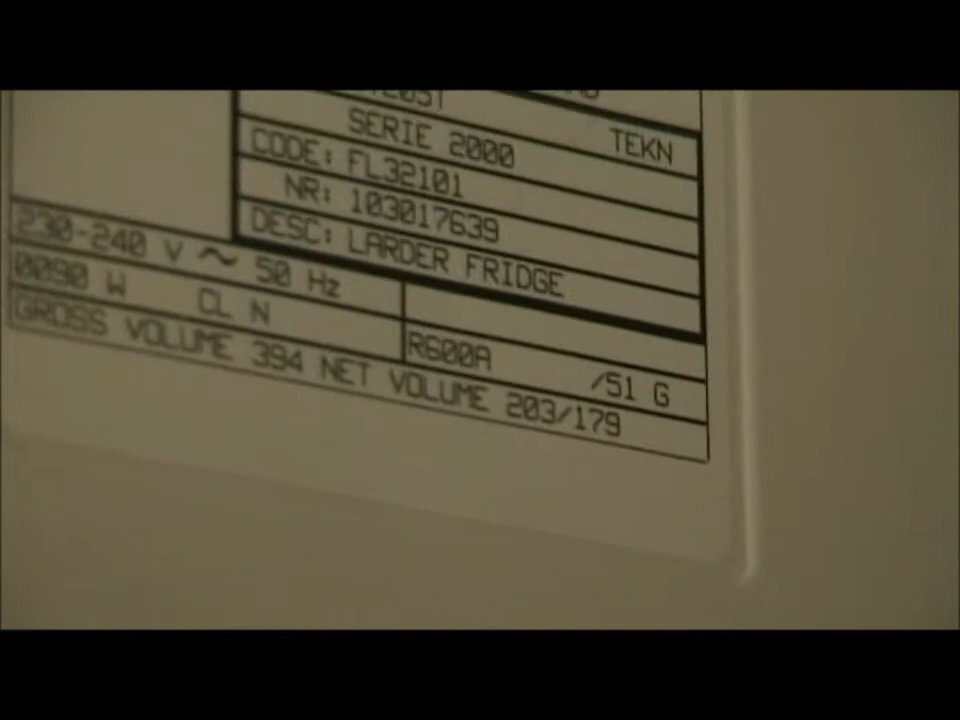 SERIE 2000 TEKN
CODE: FL32101
NR: 103017639
DESC: LARDER FRIDGE
230-240 V ~ 50 Hz
0090 W CL N
R600A /51 G
GROSS VOLUME 394 NET VOLUME 203/179